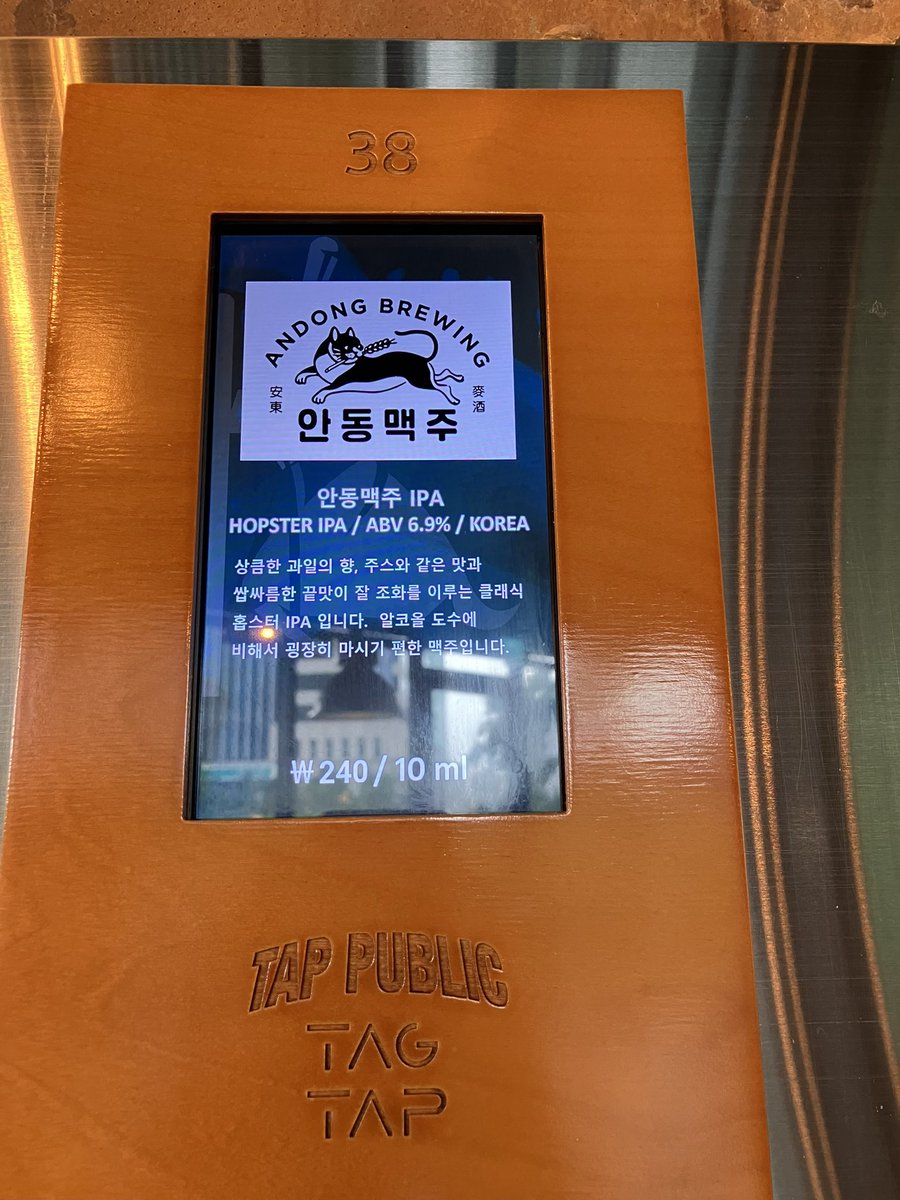 38
ANDONG BREWING
安東
麥酒
안동맥주
안동맥주 IPA
HOPSTER IPA / ABV 6.9% / KOREA
상큼한 과일의 향, 주스와 같은 맛과
쌉싸름한 끝맛이 잘 조화를 이루는 클래식
홉스터 IPA 입니다. 알코올 도수에
비해서 굉장히 마시기 편한 맥주입니다.
₩240 / 10 ml
TAP PUBLIC
TAG
TAP